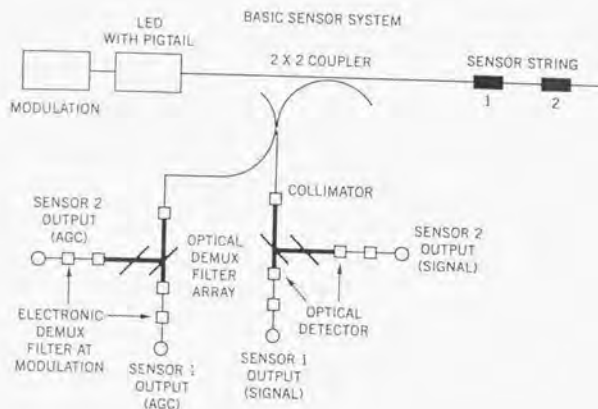 BASIC SENSOR SYSTEM
LED
WITH PIGTAIL
2 X 2 COUPLER
SENSOR STRING
MODULATION
1
2
COLLIMATOR
SENSOR 2
OUTPUT
(AGC)
OPTICAL
DEMUX
FILTER
ARRAY
SENSOR 2
OUTPUT
(SIGNAL)
ELECTRONIC
DEMUX
FILTER AT
MODULATION
OPTICAL
DETECTOR
SENSOR 1
OUTPUT
(AGC)
SENSOR 1
OUTPUT
(SIGNAL)